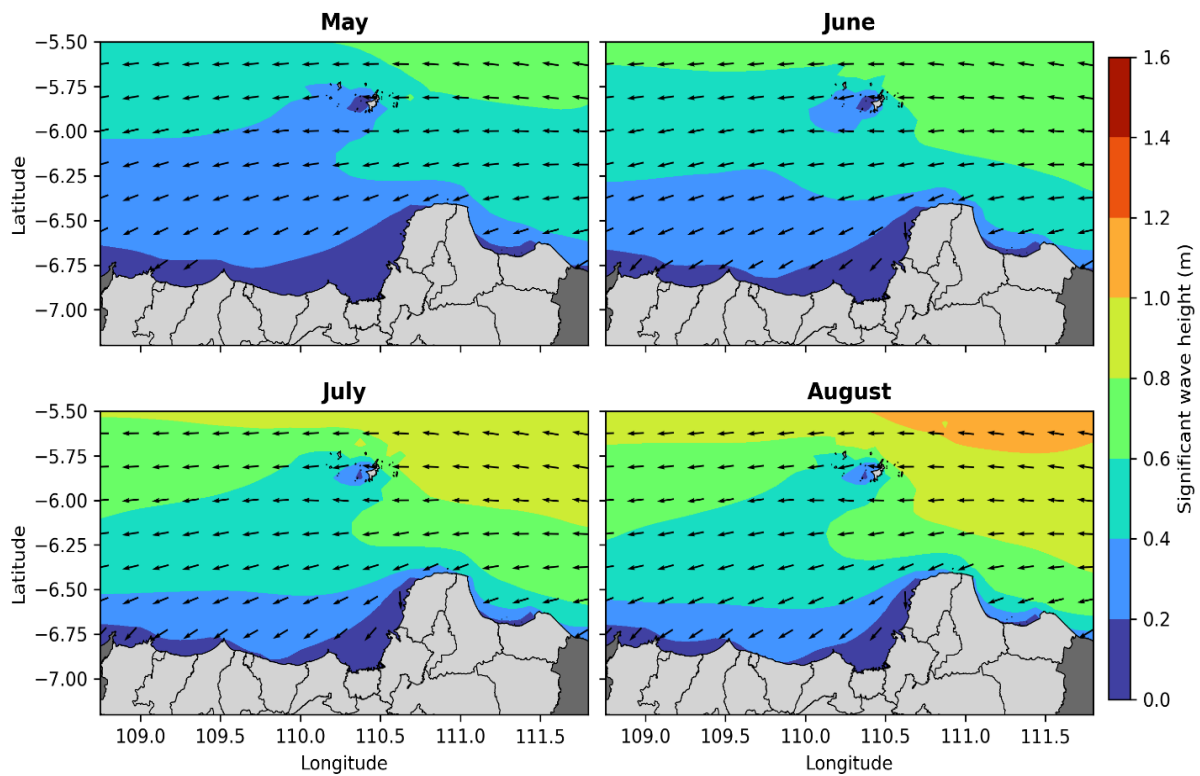 May
June
−5.50
−5.75
−6.00
−6.25
−6.50
−6.75
−7.00
Latitude
July
August
−5.50
−5.75
−6.00
−6.25
−6.50
−6.75
−7.00
Latitude
109.0 109.5 110.0 110.5 111.0 111.5
Longitude
109.0 109.5 110.0 110.5 111.0 111.5
Longitude
1.6
1.4
1.2
1.0
0.8
0.6
0.4
0.2
0.0
Significant wave height (m)